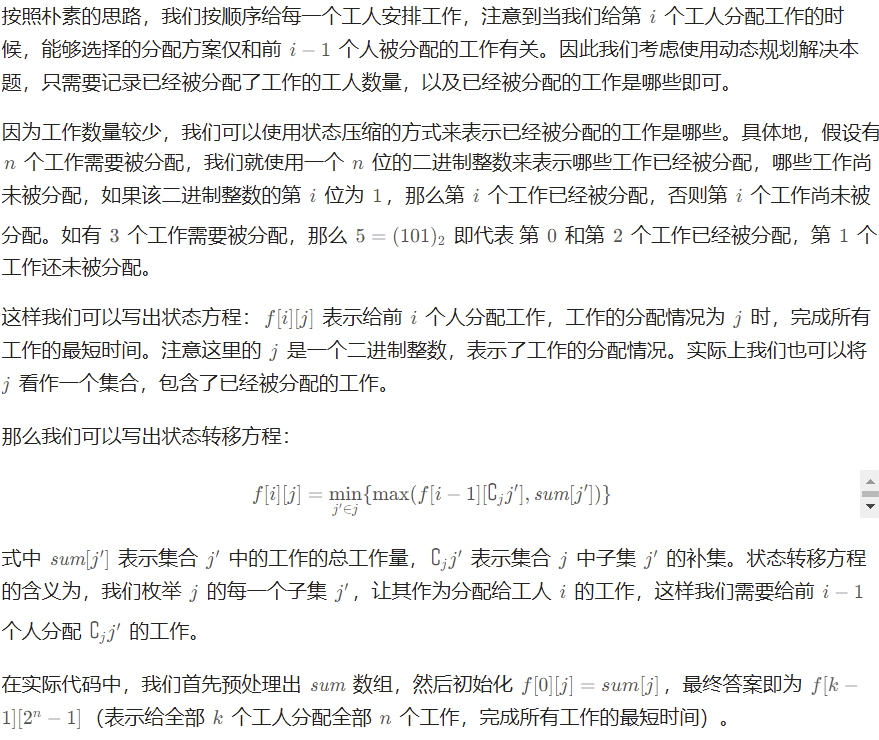 按照朴素的思路，我们按顺序给每一个工人安排工作，注意到当我们给第 i 个工人分配工作的时
候，能够选择的分配方案仅和前 i − 1 个人被分配的工作有关。因此我们考虑使用动态规划解决本
题，只需要记录已经被分配了工作的工人数量，以及已经被分配的工作是哪些即可。
因为工作数量较少，我们可以使用状态压缩的方式来表示已经被分配的工作是哪些。具体地，假设有
n 个工作需要被分配，我们就使用一个 n 位的二进制整数来表示哪些工作已经被分配，哪些工作尚
未被分配，如果该二进制整数的第 i 位为 1，那么第 i 个工作已经被分配，否则第 i 个工作尚未被
分配。如有 3 个工作需要被分配，那么 5 = (101)₂ 即代表 第 0 和第 2 个工作已经被分配，第 1 个
工作还未被分配。
这样我们可以写出状态方程：f[i][j] 表示给前 i 个人分配工作，工作的分配情况为 j 时，完成所有
工作的最短时间。注意这里的 j 是一个二进制整数，表示了工作的分配情况。实际上我们也可以将
j 看作一个集合，包含了已经被分配的工作。
那么我们可以写出状态转移方程：
f[i][j] = min_{j′∈j}{max(f[i − 1][∁ⱼj′], sum[j′])}
式中 sum[j′] 表示集合 j′ 中的工作的总工作量，∁ⱼj′ 表示集合 j 中子集 j′ 的补集。状态转移方程
的含义为，我们枚举 j 的每一个子集 j′，让其作为分配给工人 i 的工作，这样我们需要给前 i − 1
个人分配 ∁ⱼj′ 的工作。
在实际代码中，我们首先预处理出 sum 数组，然后初始化 f[0][j] = sum[j]，最终答案即为 f[k −
1][2ⁿ − 1]（表示给全部 k 个工人分配全部 n 个工作，完成所有工作的最短时间）。